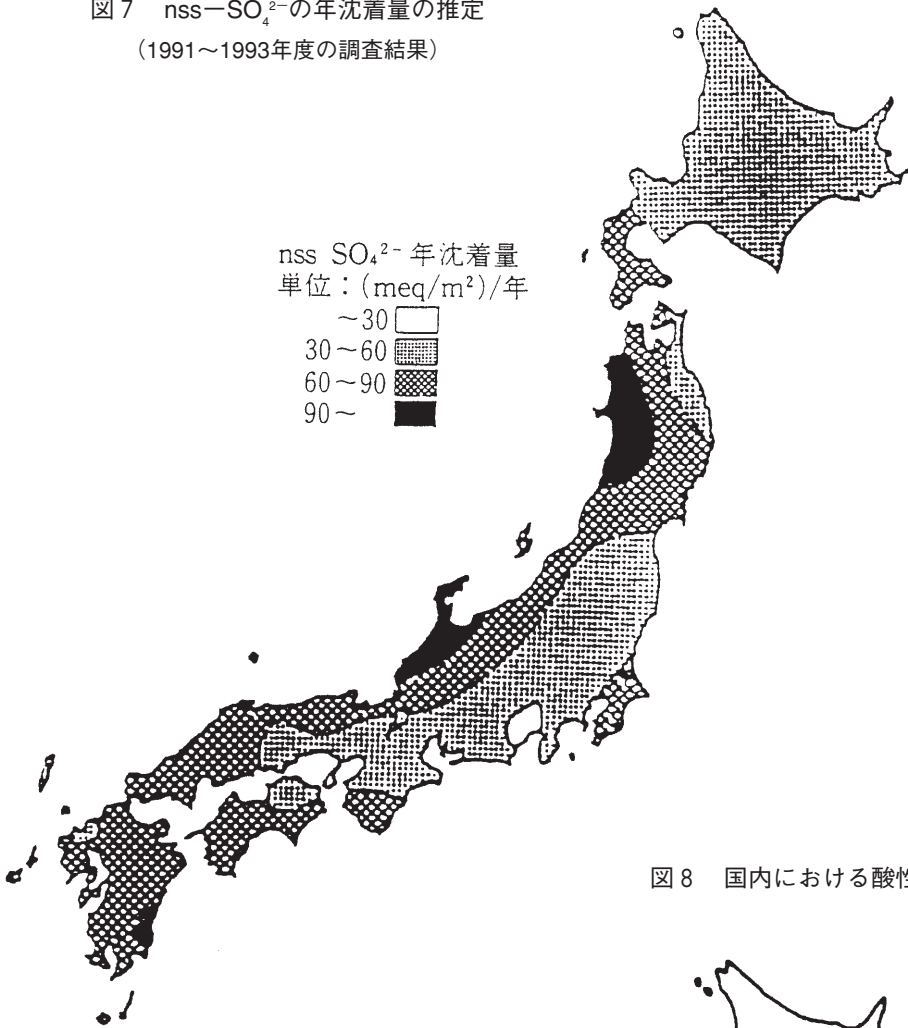 図7 nss－SO₄²⁻の年沈着量の推定
（1991～1993年度の調査結果）
nss SO₄²⁻ 年沈着量
単位：(meq/m²)/年
～30
30～60
60～90
90～
図8 国内における酸性